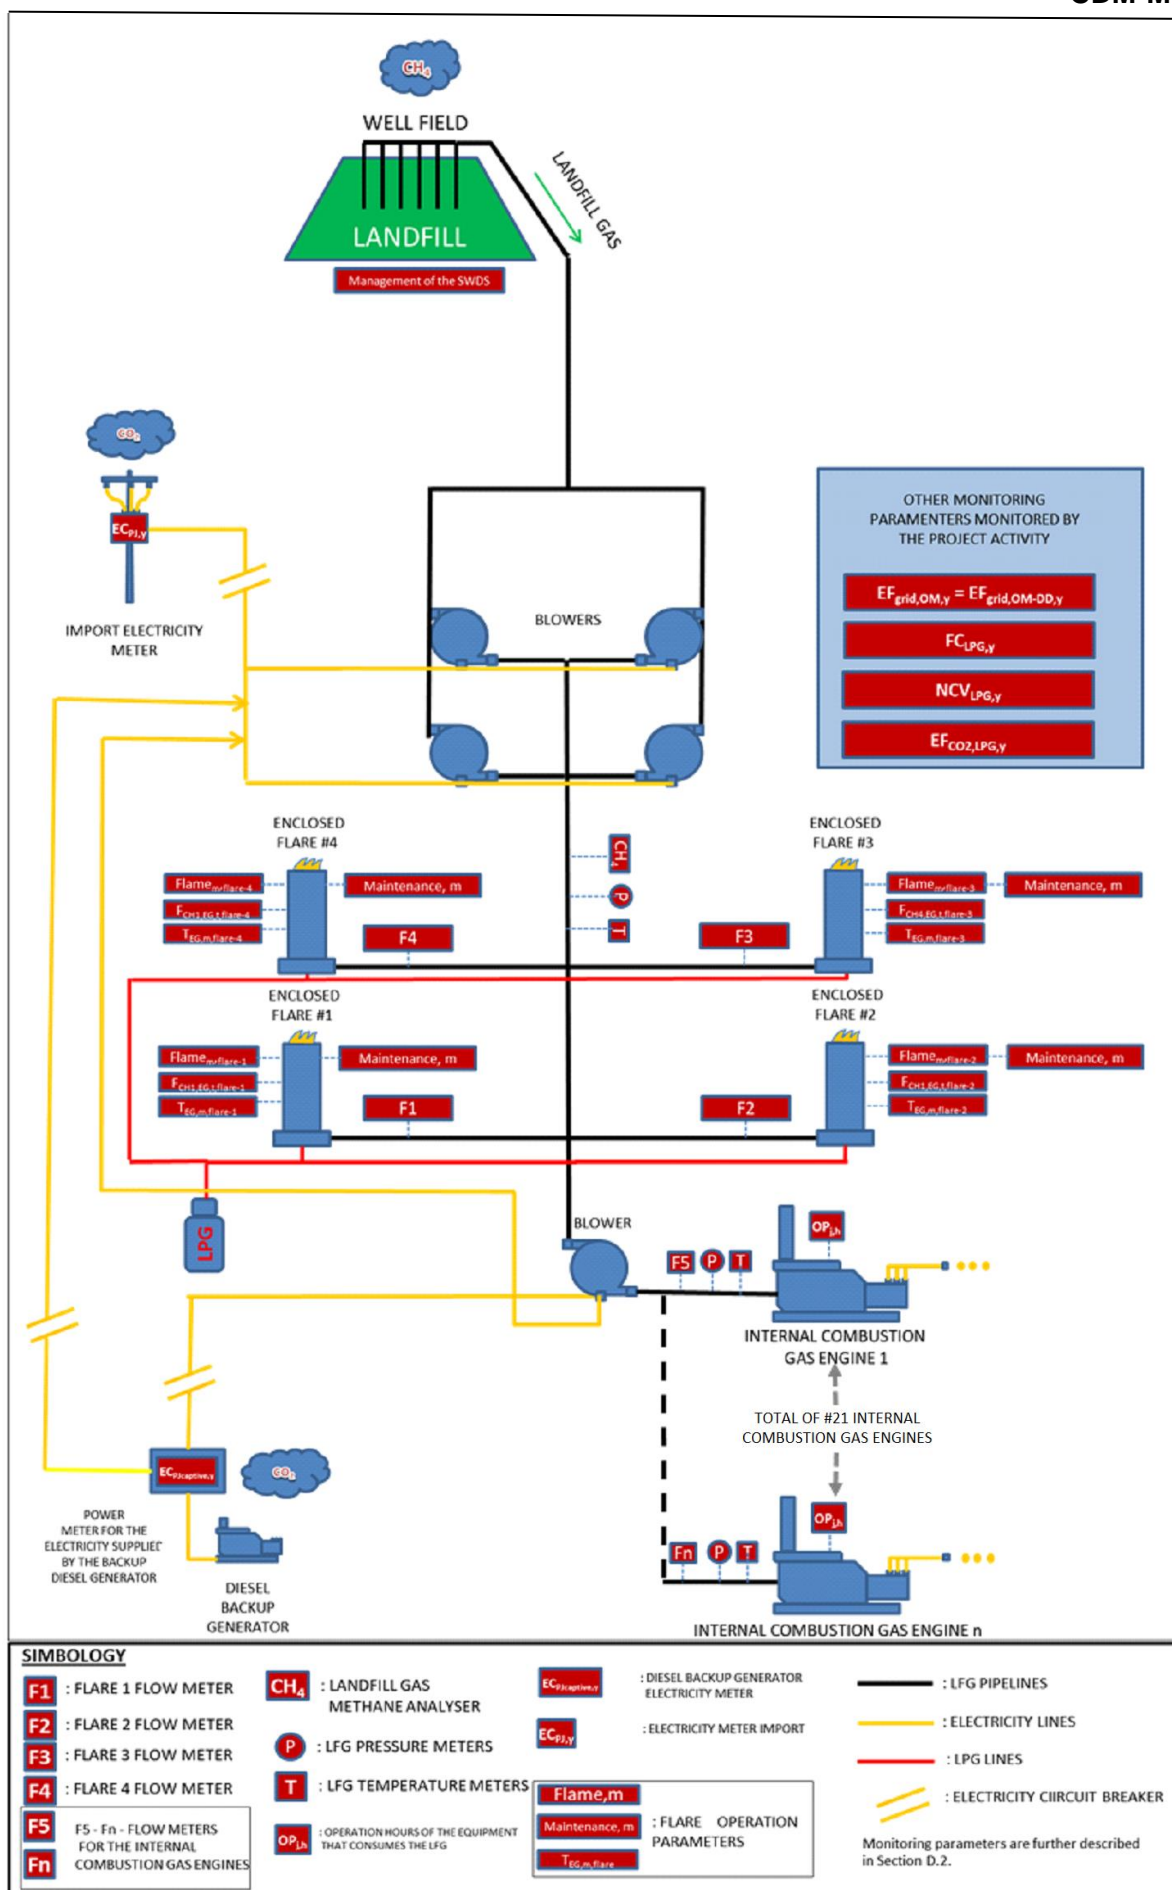 CH4
WELL FIELD
LANDFILL GAS
LANDFILL
Management of the SWDS
CO2
ECPJ,y
IMPORT ELECTRICITY
METER
BLOWERS
OTHER MONITORING
PARAMENTERS MONITORED BY
THE PROJECT ACTIVITY
EFgrid,OM,y = EFgrid,OM-DD,y
FCLPG,y
NCVLPG,y
EFCO2,LPG,y
ENCLOSED
FLARE #4
Flamem,flare-4
Maintenance, m
FCH1,EG,t,flare-4
TEG,m,flare-4
F4
CH4
P
T
ENCLOSED
FLARE #3
Flamem,flare-3
Maintenance, m
FCH4,EG,t,flare-3
TEG,m,flare-3
F3
ENCLOSED
FLARE #1
Flamem,flare-1
Maintenance, m
FCH1,EG,t,flare-1
TEG,m,flare-1
F1
ENCLOSED
FLARE #2
Flamem,flare-2
Maintenance, m
FCH1,EG,t,flare-2
TEG,m,flare-2
F2
LPG
BLOWER
F5
P
T
OPj,h
INTERNAL COMBUSTION
GAS ENGINE 1
TOTAL OF #21 INTERNAL
COMBUSTION GAS ENGINES
ECPJcaptive,y
CO2
POWER
METER FOR THE
ELECTRICITY SUPPLIED
BY THE BACKUP
DIESEL GENERATOR
DIESEL
BACKUP
GENERATOR
Fn
P
T
OPj,h
INTERNAL COMBUSTION GAS ENGINE n
SIMBOLOGY
F1 : FLARE 1 FLOW METER
F2 : FLARE 2 FLOW METER
F3 : FLARE 3 FLOW METER
F4 : FLARE 4 FLOW METER
F5
Fn
F5 - Fn - FLOW METERS
FOR THE INTERNAL
COMBUSTION GAS ENGINES
CH4 : LANDFILL GAS
METHANE ANALYSER
P : LFG PRESSURE METERS
T : LFG TEMPERATURE METERS
OPj,h : OPERATION HOURS OF THE EQUIPMENT
THAT CONSUMES THE LFG
ECPJcaptive,y : DIESEL BACKUP GENERATOR
ELECTRICITY METER
ECPJ,y : ELECTRICITY METER IMPORT
Flame,m
Maintenance, m
TEG,m,flare
: FLARE OPERATION
PARAMETERS
: LFG PIPELINES
: ELECTRICITY LINES
: LPG LINES
: ELECTRICITY CIIRCUIT BREAKER
Monitoring parameters are further described
in Section D.2.